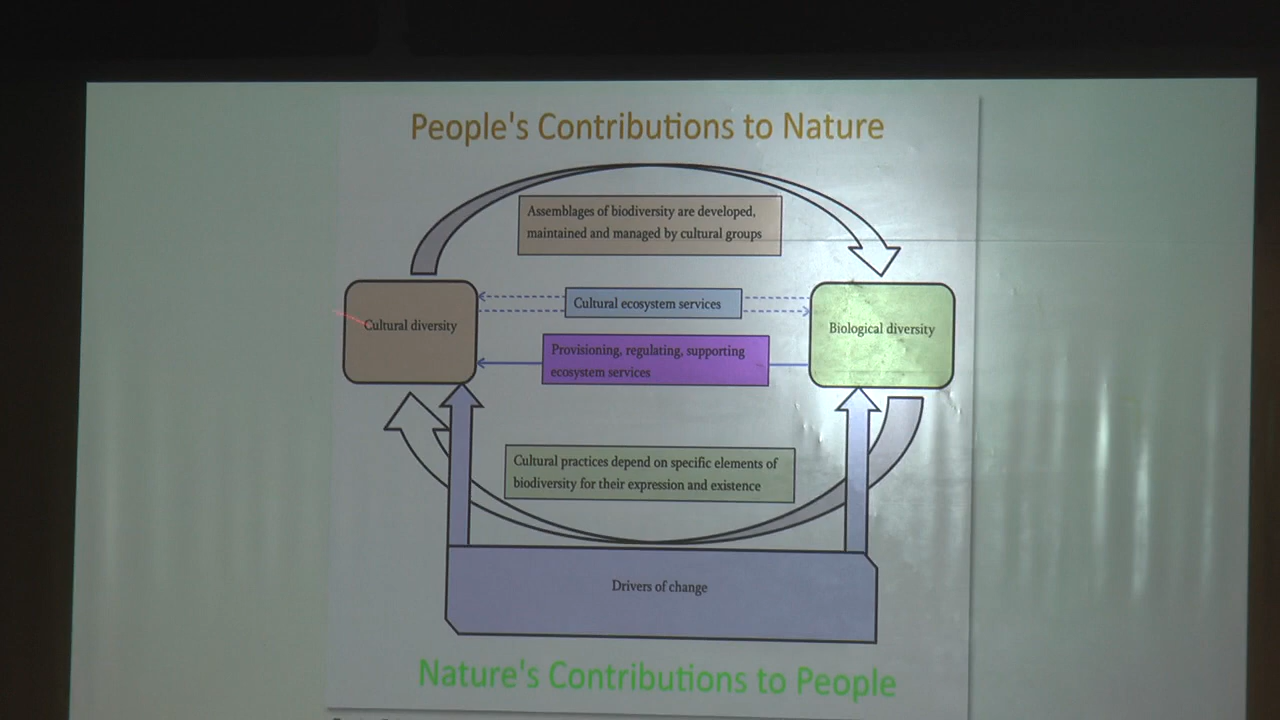 People's Contributions to Nature
Assemblages of biodiversity are developed,
maintained and managed by cultural groups
Cultural ecosystem services
Cultural diversity
Biological diversity
Provisioning, regulating, supporting
ecosystem services
Cultural practices depend on specific elements of
biodiversity for their expression and existence
Drivers of change
Nature's Contributions to People